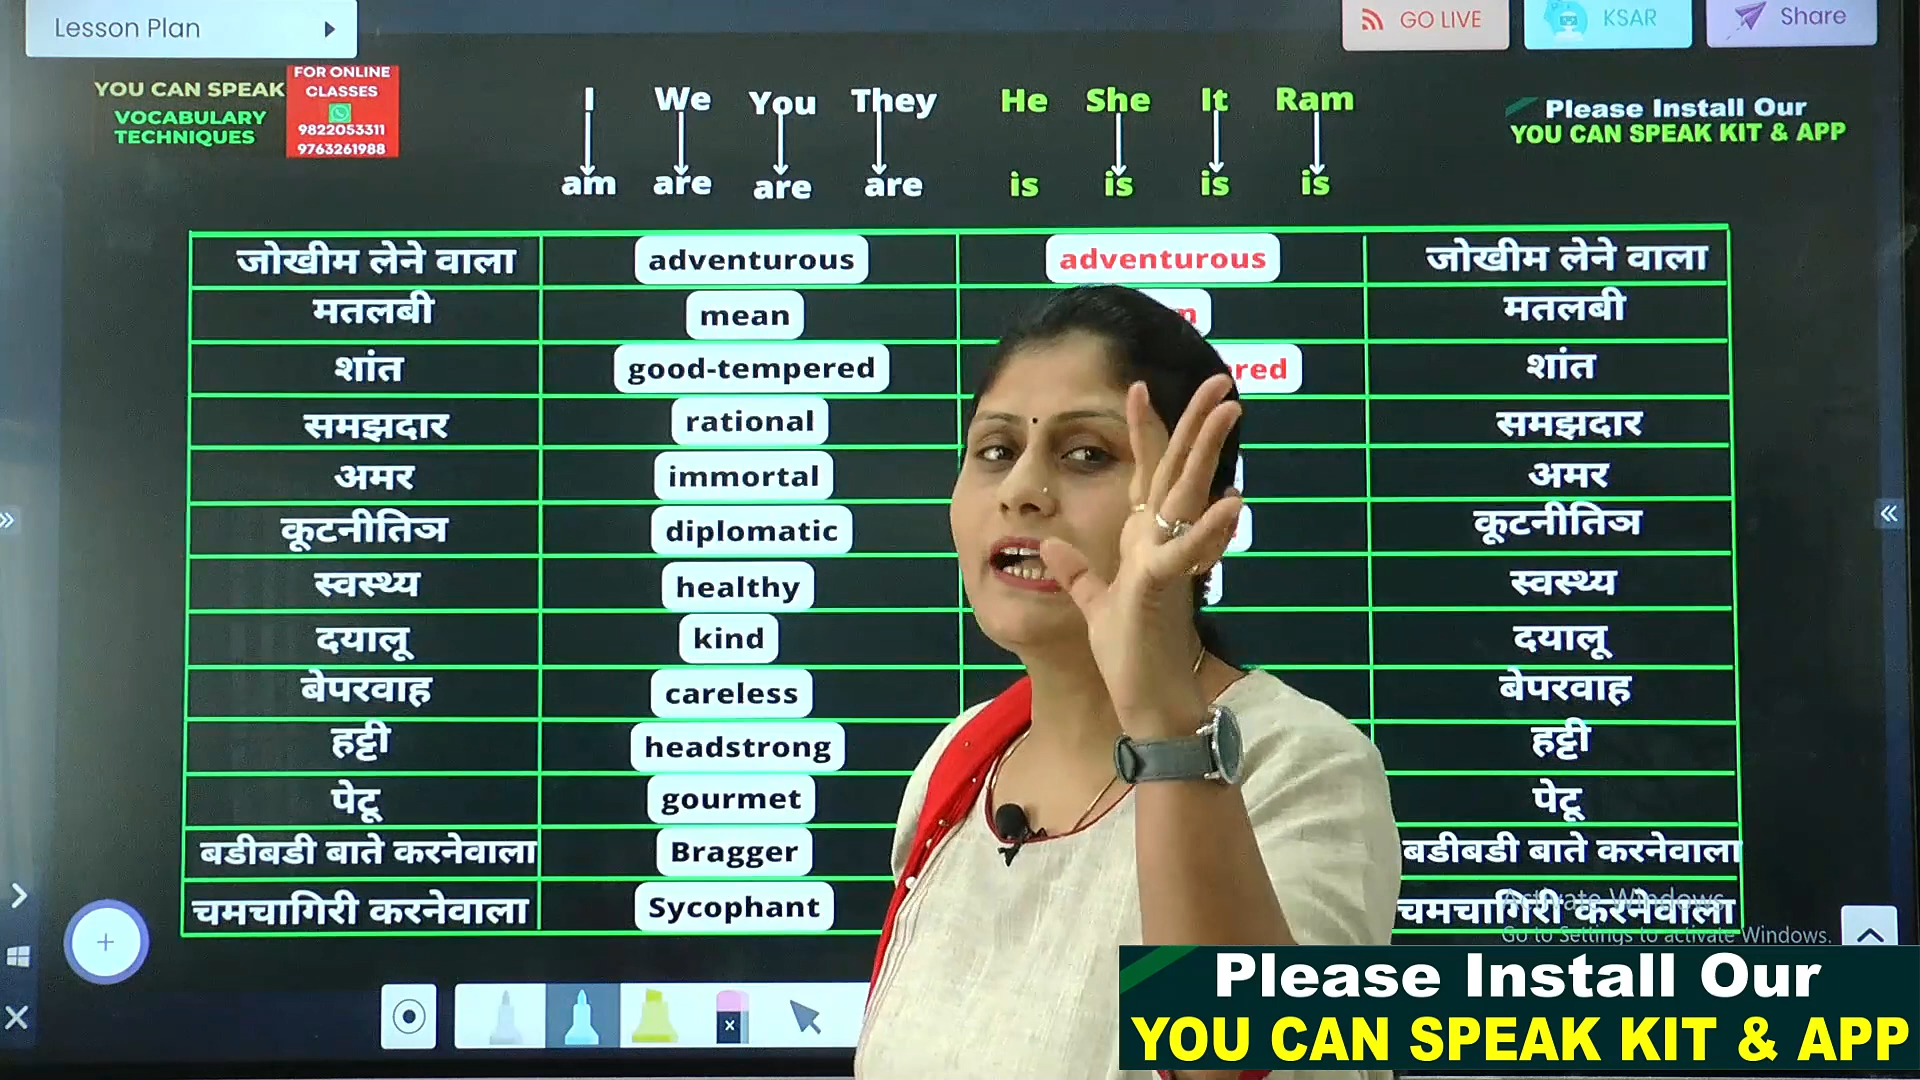 Lesson Plan
GO LIVE
KSAR
Share
YOU CAN SPEAK
VOCABULARY
TECHNIQUES
FOR ONLINE
CLASSES
9822053311
9763261988
I We You They He She It Ram
am are are are is is is is
Please Install Our
YOU CAN SPEAK KIT & APP
जोखीम लेने वाला adventurous adventurous जोखीम लेने वाला
मतलबी mean मतलबी
शांत good-tempered शांत
समझदार rational समझदार
अमर immortal अमर
कूटनीतिञ diplomatic कूटनीतिञ
स्वस्थ्य healthy स्वस्थ्य
दयालू kind दयालू
बेपरवाह careless बेपरवाह
हट्टी headstrong हट्टी
पेटू gourmet पेटू
बडीबडी बाते करनेवाला Bragger बडीबडी बाते करनेवाला
चमचागिरी करनेवाला Sycophant चमचागिरी करनेवाला
Activate Windows
Go to Settings to activate Windows.
Please Install Our
YOU CAN SPEAK KIT & APP